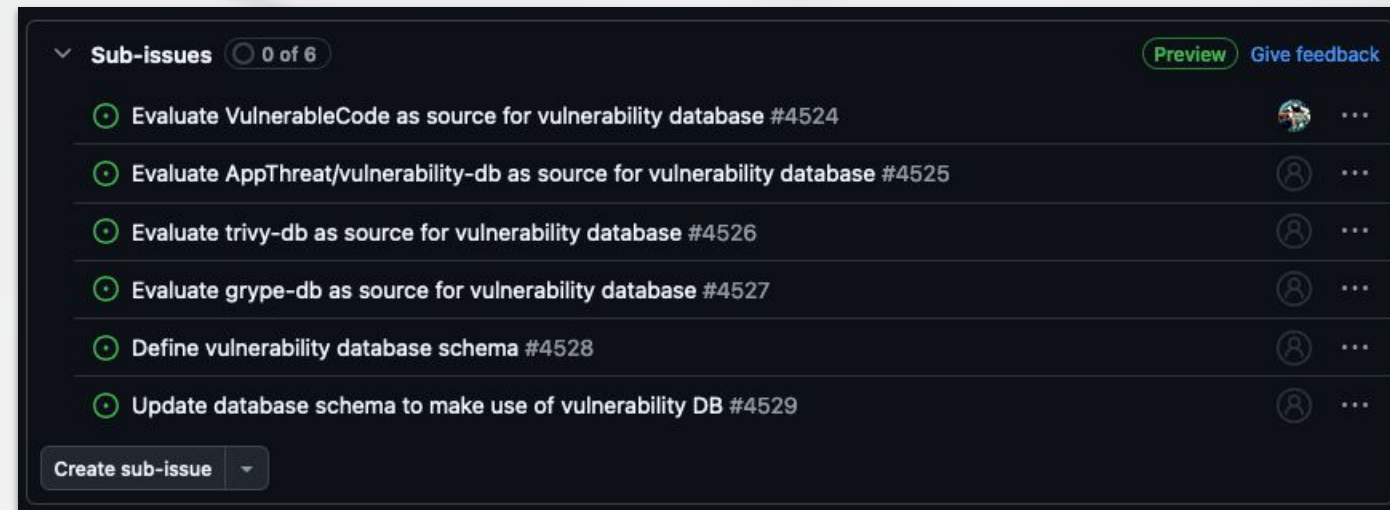 Sub-issues 0 of 6 Preview Give feedback
Evaluate VulnerableCode as source for vulnerability database #4524
Evaluate AppThreat/vulnerability-db as source for vulnerability database #4525
Evaluate trivy-db as source for vulnerability database #4526
Evaluate grype-db as source for vulnerability database #4527
Define vulnerability database schema #4528
Update database schema to make use of vulnerability DB #4529
Create sub-issue